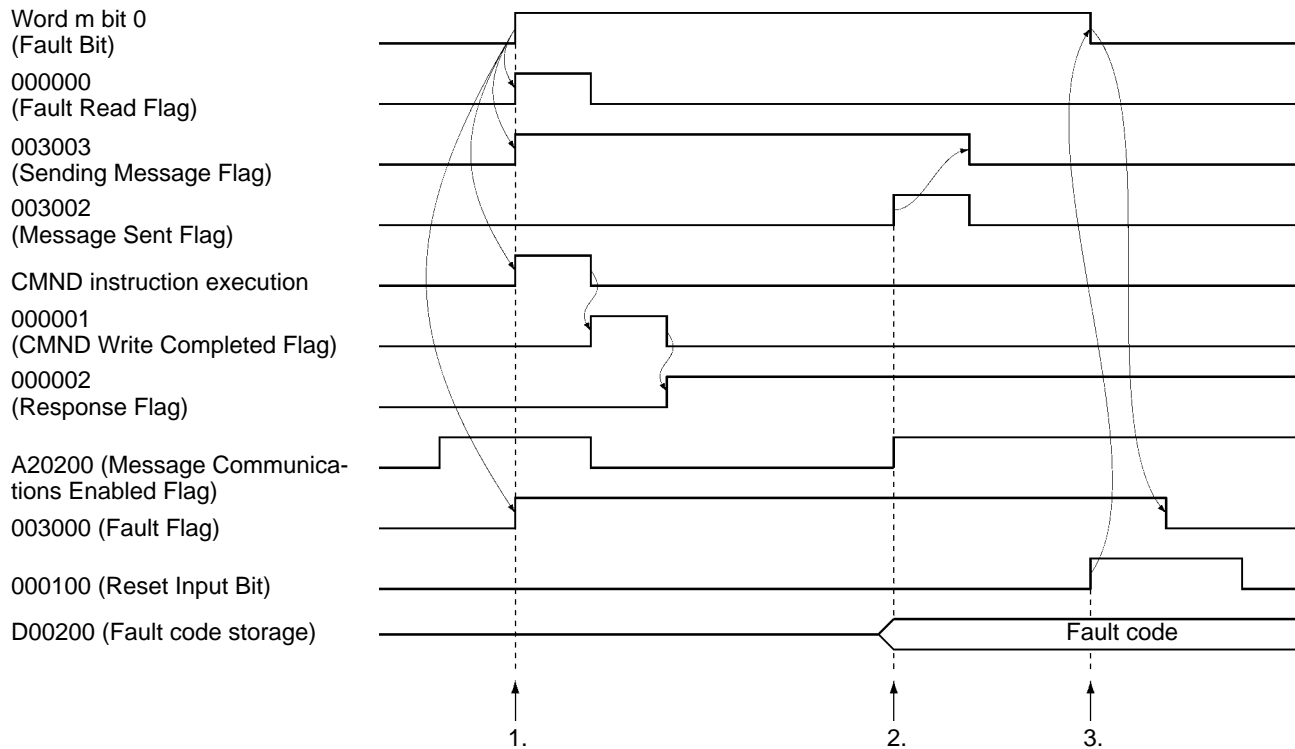 Word m bit 0
(Fault Bit)
000000
(Fault Read Flag)
003003
(Sending Message Flag)
003002
(Message Sent Flag)
CMND instruction execution
000001
(CMND Write Completed Flag)
000002
(Response Flag)
A20200 (Message Communica-
tions Enabled Flag)
003000 (Fault Flag)
000100 (Reset Input Bit)
D00200 (Fault code storage)
Fault code
1.
2.
3.